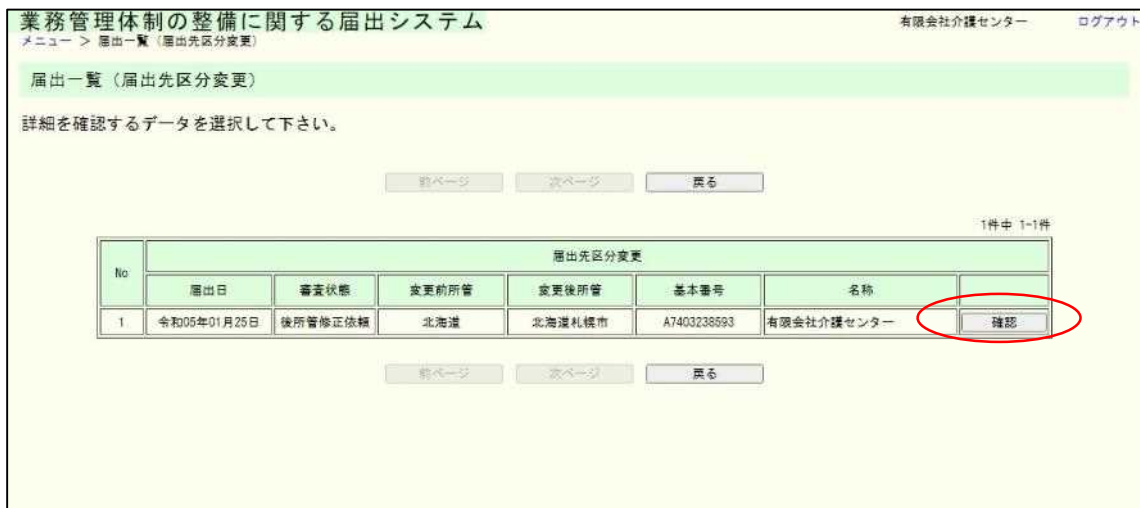 業務管理体制の整備に関する届出システム 有限会社介護センター ログアウト
メニュー > 届出一覧（届出先区分変更）
届出一覧（届出先区分変更）
詳細を確認するデータを選択して下さい。
前ページ 次ページ 戻る
1件中 1-1件
No 届出先区分変更
届出日 審査状態 変更前所管 変更後所管 基本番号 名称
1 令和05年01月25日 後所管修正依頼 北海道 北海道札幌市 A7403238593 有限会社介護センター 確認
前ページ 次ページ 戻る